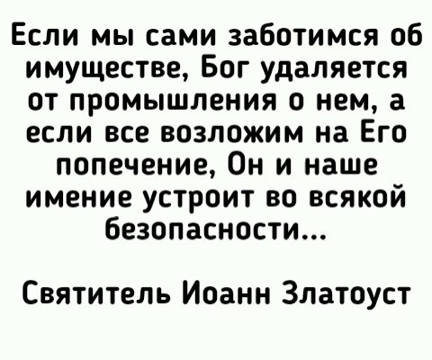 Если мы сами заботимся об
имуществе, Бог удаляется
от промышления о нем, а
если все возложим на Его
попечение, Он и наше
имение устроит во всякой
безопасности...
Святитель Иоанн Златоуст